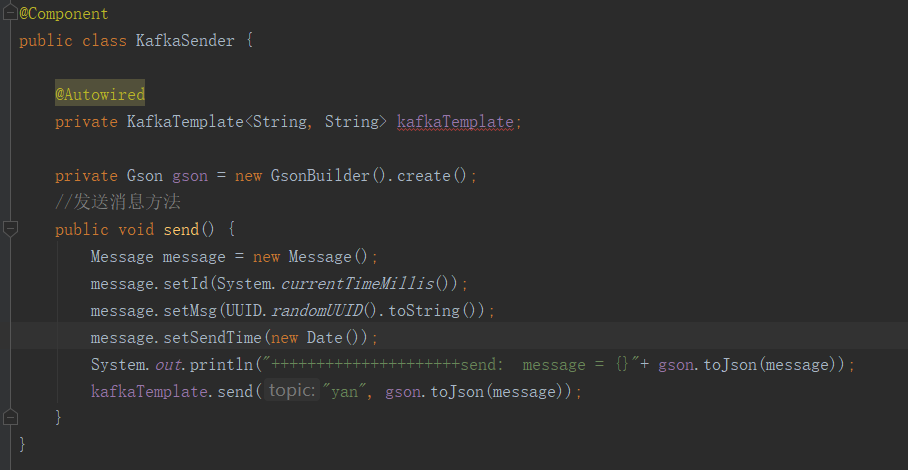 @Component
public class KafkaSender {
@Autowired
private KafkaTemplate<String, String> kafkaTemplate;
private Gson gson = new GsonBuilder().create();
//发送消息方法
public void send() {
Message message = new Message();
message.setId(System.currentTimeMillis());
message.setMsg(UUID.randomUUID().toString());
message.setSendTime(new Date());
System.out.println("+++++++++++++++++++++send:  message = {}"+ gson.toJson(message));
kafkaTemplate.send( topic: "yan", gson.toJson(message));
}
}